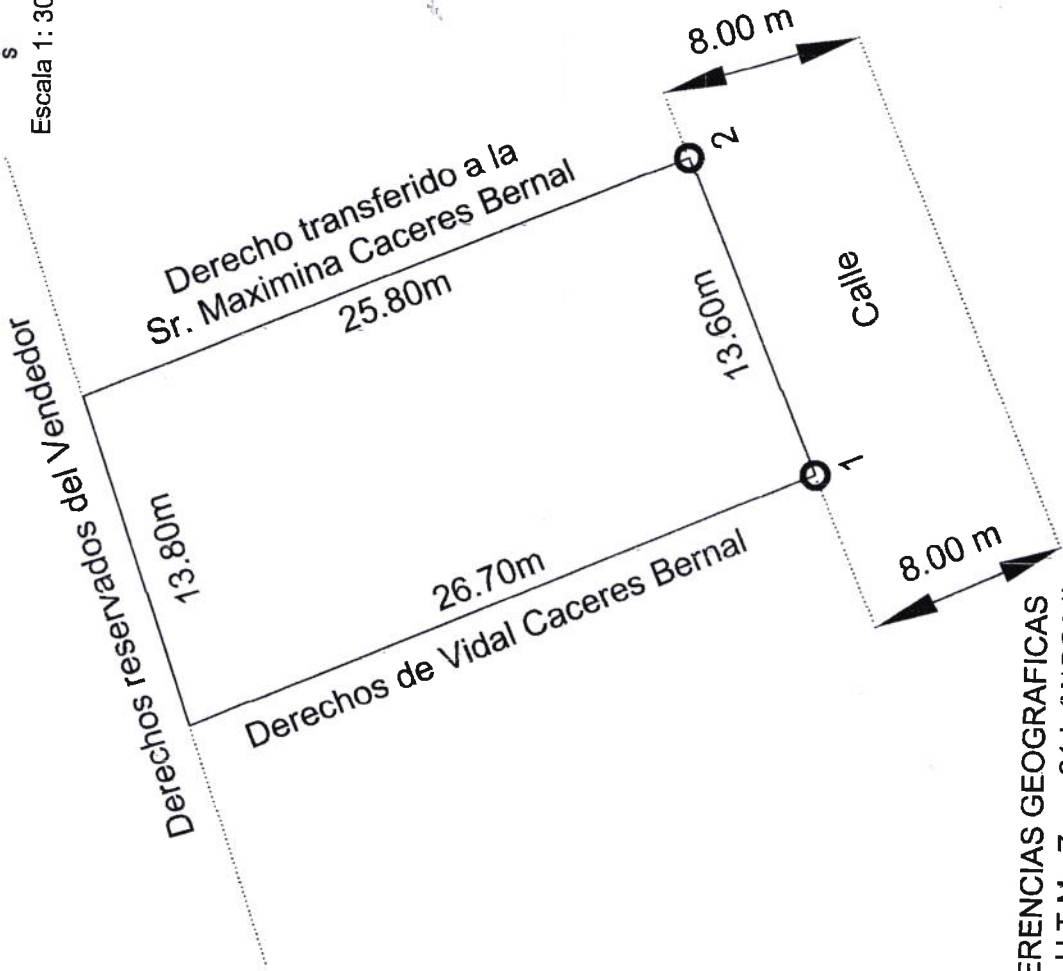 s
Escala 1: 30
8.00 m
Derecho transferido a la
Sr. Maximina Caceres Bernal
25.80m
2
Derechos reservados del Vendedor
13.80m
13.60m
Calle
1
26.70m
Derechos de Vidal Caceres Bernal
8.00 m
ERENCIAS GEOGRAFICAS